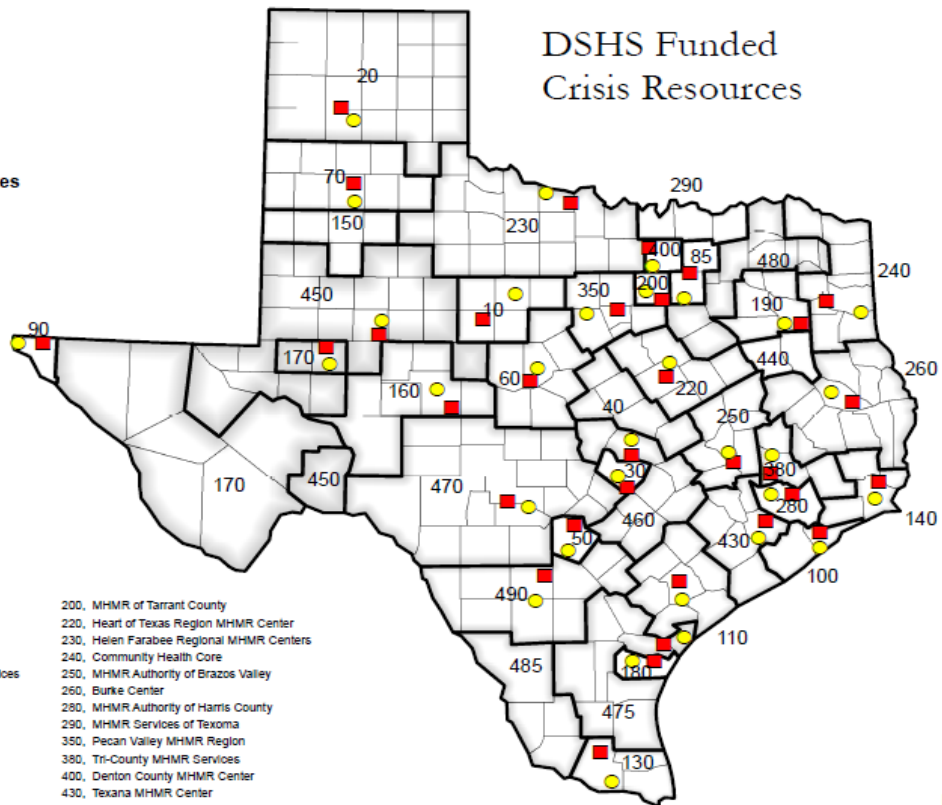 DSHS Funded
Crisis Resources
es
20
70
150
230
290
400
85
480
240
450
10
350
200
190
90
170
160
60
220
440
260
40
250
170
450
470
30
380
280
460
50
430
140
100
490
110
485
180
475
130
200, MHMR of Tarrant County
220, Heart of Texas Region MHMR Center
230, Helen Farabee Regional MHMR Centers
240, Community Health Core
ices
250, MHMR Authority of Brazos Valley
260, Burke Center
280, MHMR Authority of Harris County
290, MHMR Services of Texoma
350, Pecan Valley MHMR Region
380, Tri-County MHMR Services
400, Denton County MHMR Center
430, Texana MHMR Center